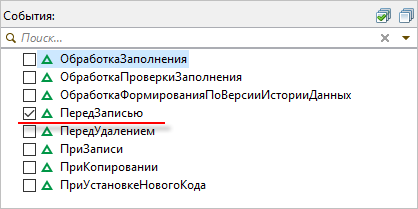 События:
Поиск...
ОбработкаЗаполнения
ОбработкаПроверкиЗаполнения
ОбработкаФормированияПоВерсииИсторииДанных
ПередЗаписью
ПередУдалением
ПриЗаписи
ПриКопировании
ПриУстановкеНовогоКода